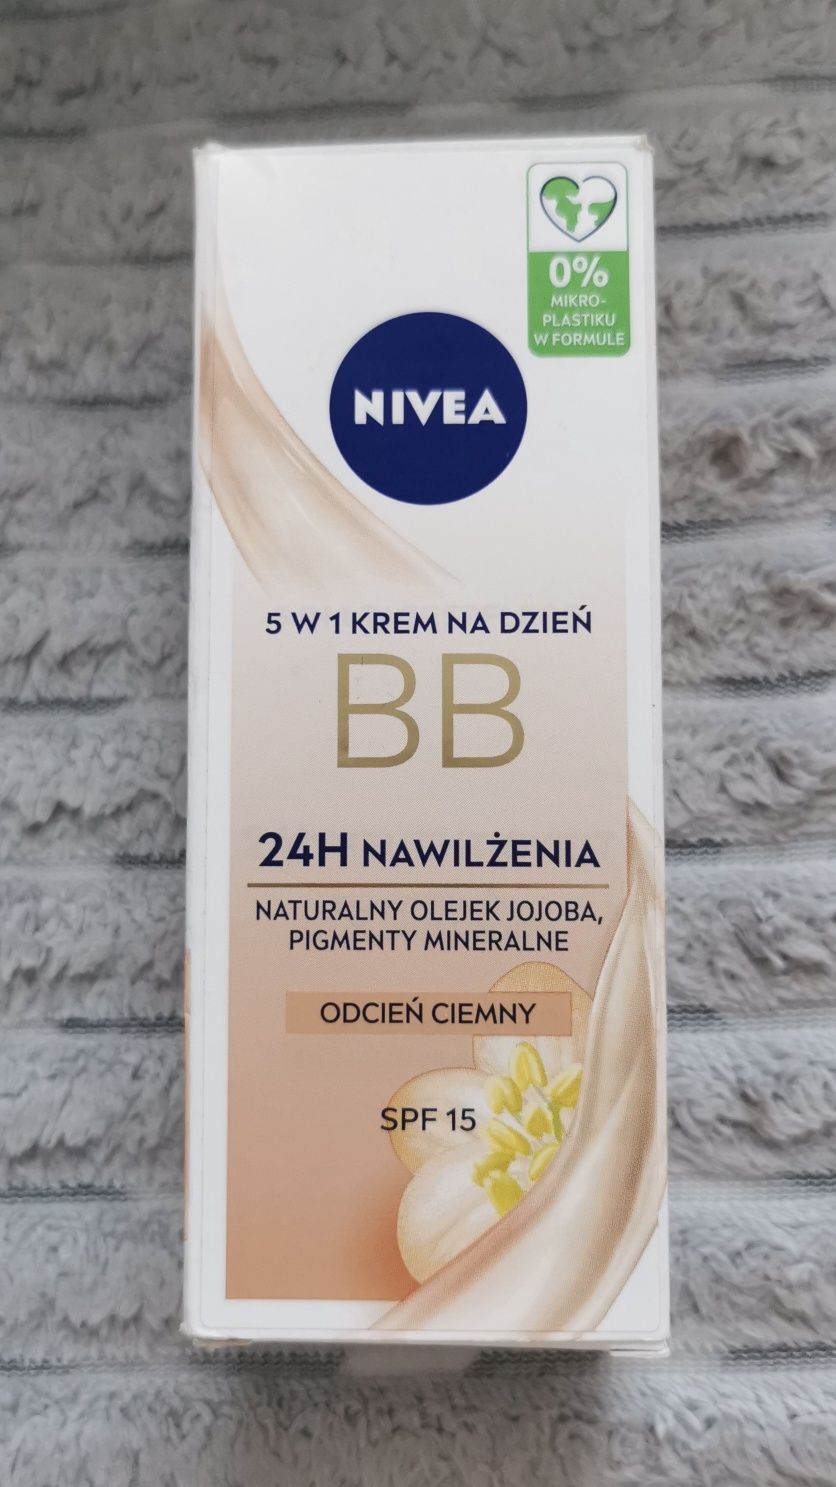 0%
MIKRO-
PLASTIKU
W FORMULE
NIVEA
5 W 1 KREM NA DZIEŃ
BB
24H NAWILŻENIA
NATURALNY OLEJEK JOJOBA,
PIGMENTY MINERALNE
ODCIEŃ CIEMNY
SPF 15